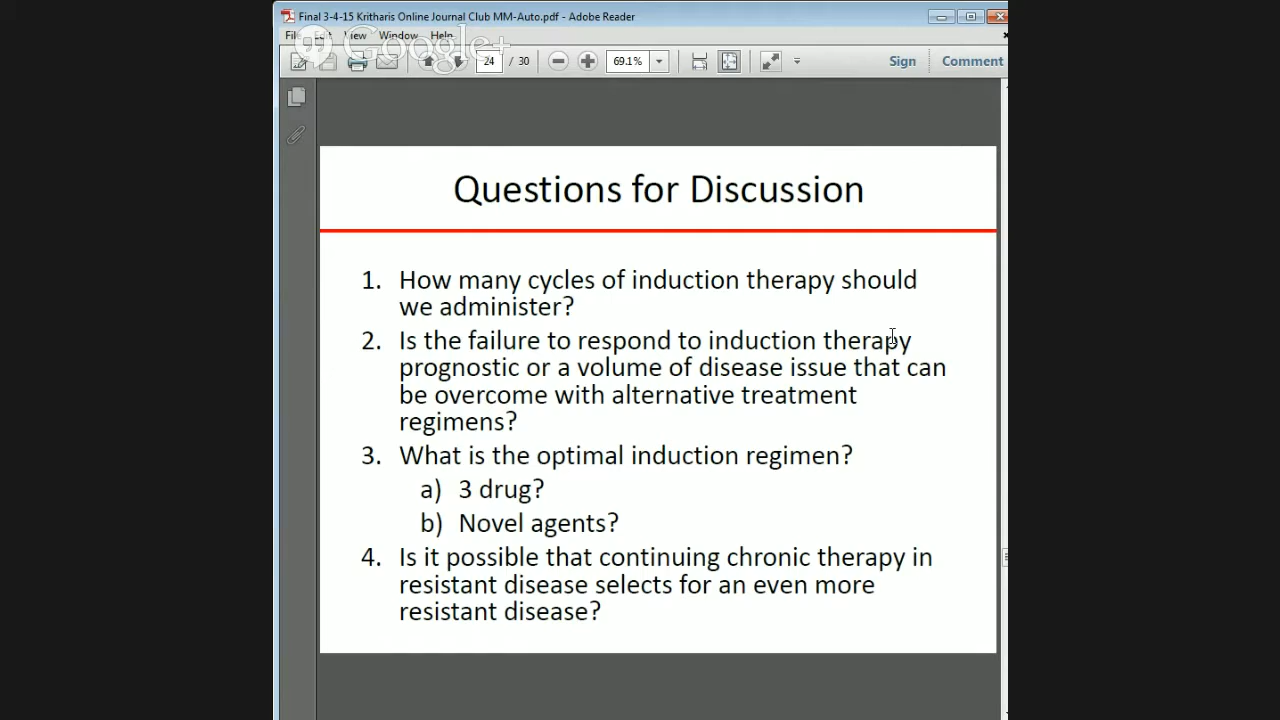 Final 3-4-15 Kritharis Online Journal Club MM-Auto.pdf - Adobe Reader
File Edit View Window Help
Google+
24 / 30 69.1% Sign Comment
Questions for Discussion
1. How many cycles of induction therapy should
we administer?
2. Is the failure to respond to induction therapy
prognostic or a volume of disease issue that can
be overcome with alternative treatment
regimens?
3. What is the optimal induction regimen?
a) 3 drug?
b) Novel agents?
4. Is it possible that continuing chronic therapy in
resistant disease selects for an even more
resistant disease?